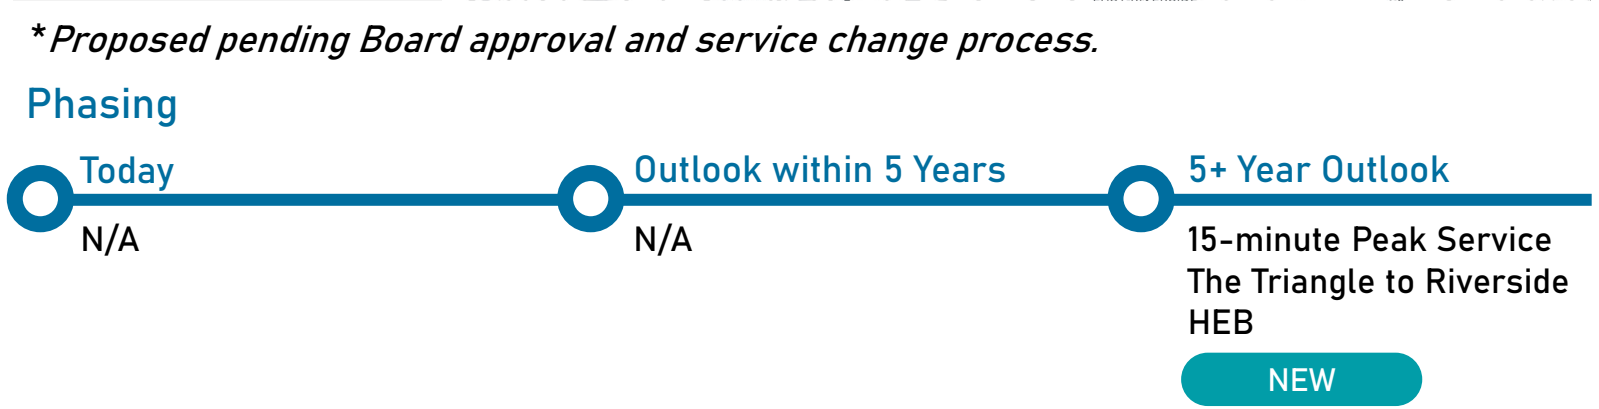 *Proposed pending Board approval and service change process.
Phasing
Today
N/A
Outlook within 5 Years
N/A
5+ Year Outlook
15-minute Peak Service
The Triangle to Riverside
HEB
NEW